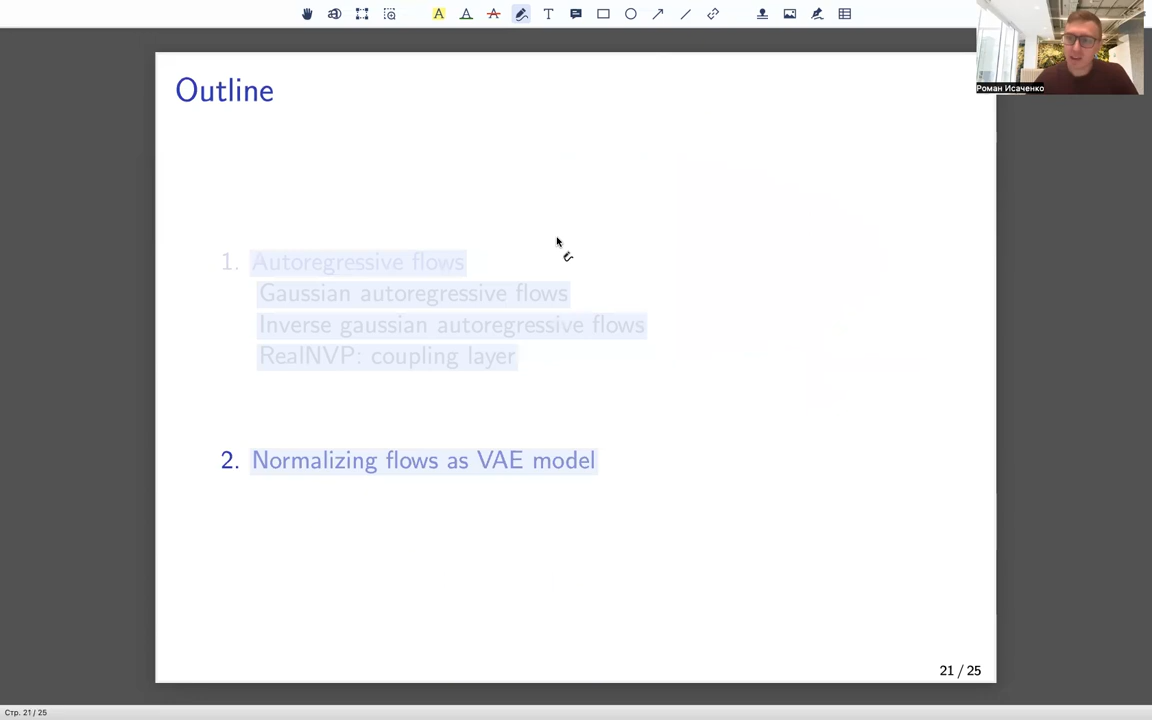 Роман Исаченко
Outline
1. Autoregressive flows
Gaussian autoregressive flows
Inverse gaussian autoregressive flows
RealNVP: coupling layer
2. Normalizing flows as VAE model
21 / 25
Стр. 21 / 25